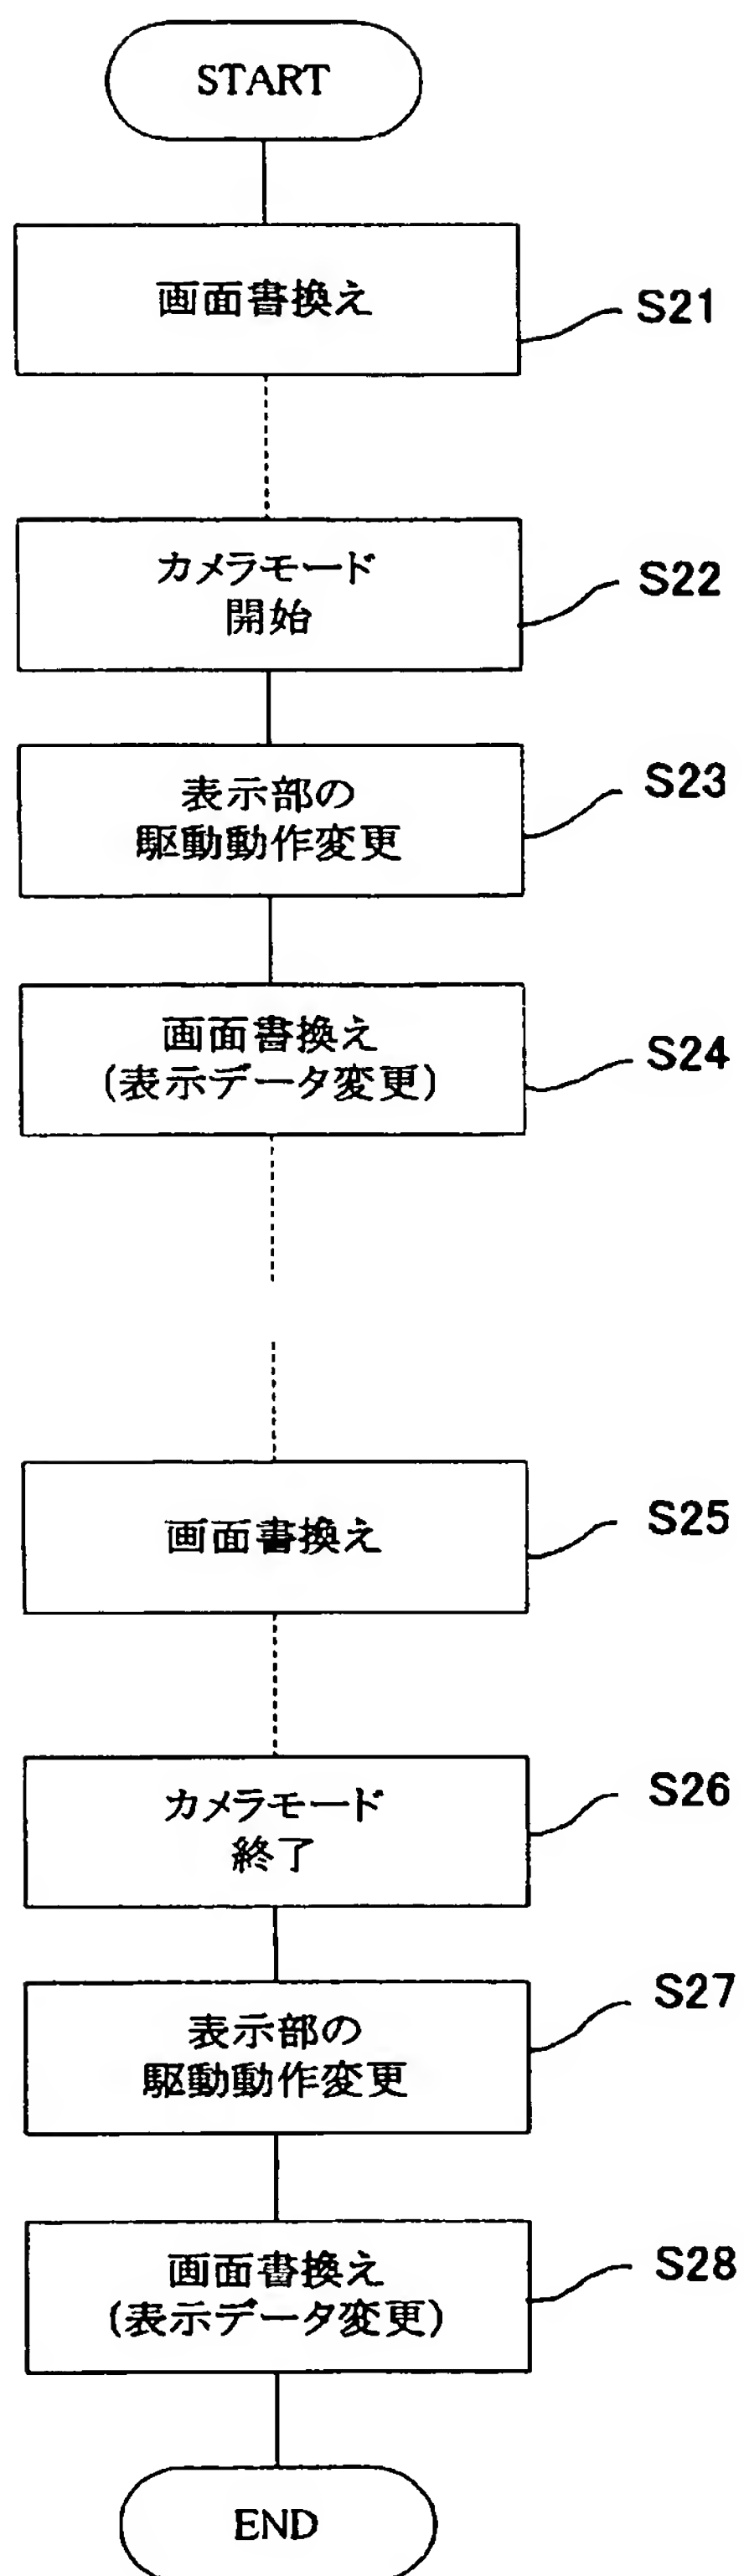 START
画面書換え
S21
カメラモード
開始
S22
表示部の
駆動動作変更
S23
画面書換え
(表示データ変更)
S24
画面書換え
S25
カメラモード
終了
S26
表示部の
駆動動作変更
S27
画面書換え
(表示データ変更)
S28
END